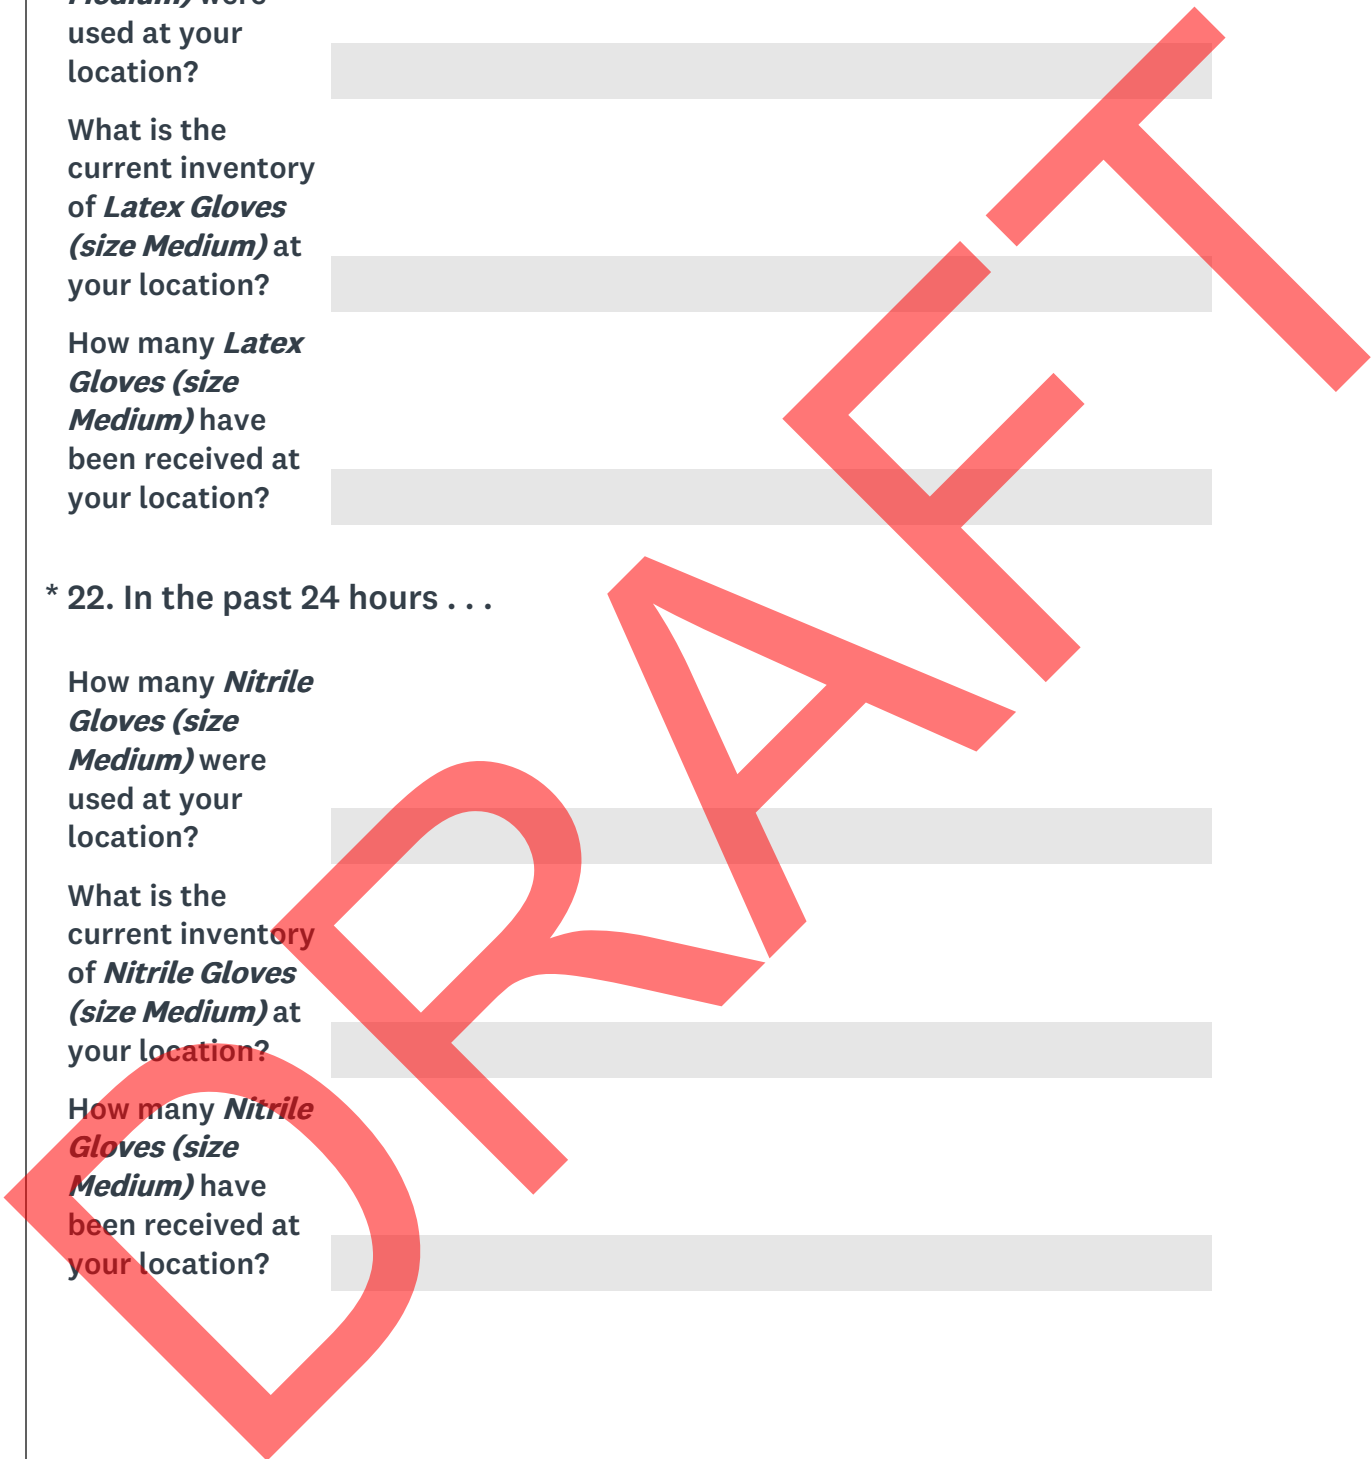 Medium) were
used at your
location?
What is the
current inventory
of Latex Gloves
(size Medium) at
your location?
How many Latex
Gloves (size
Medium) have
been received at
your location?
* 22. In the past 24 hours . . .
How many Nitrile
Gloves (size
Medium) were
used at your
location?
What is the
current inventory
of Nitrile Gloves
(size Medium) at
your location?
How many Nitrile
Gloves (size
Medium) have
been received at
your location?
DRAFT